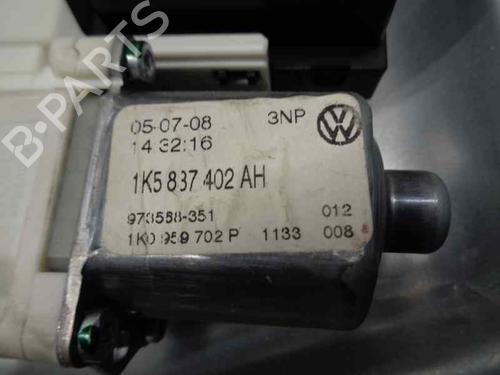 05-07-08 3NP
14:32:16
1K5 837 402 AH
973558-351 012
1K0 959 702 P 1133 008
B-PARTS